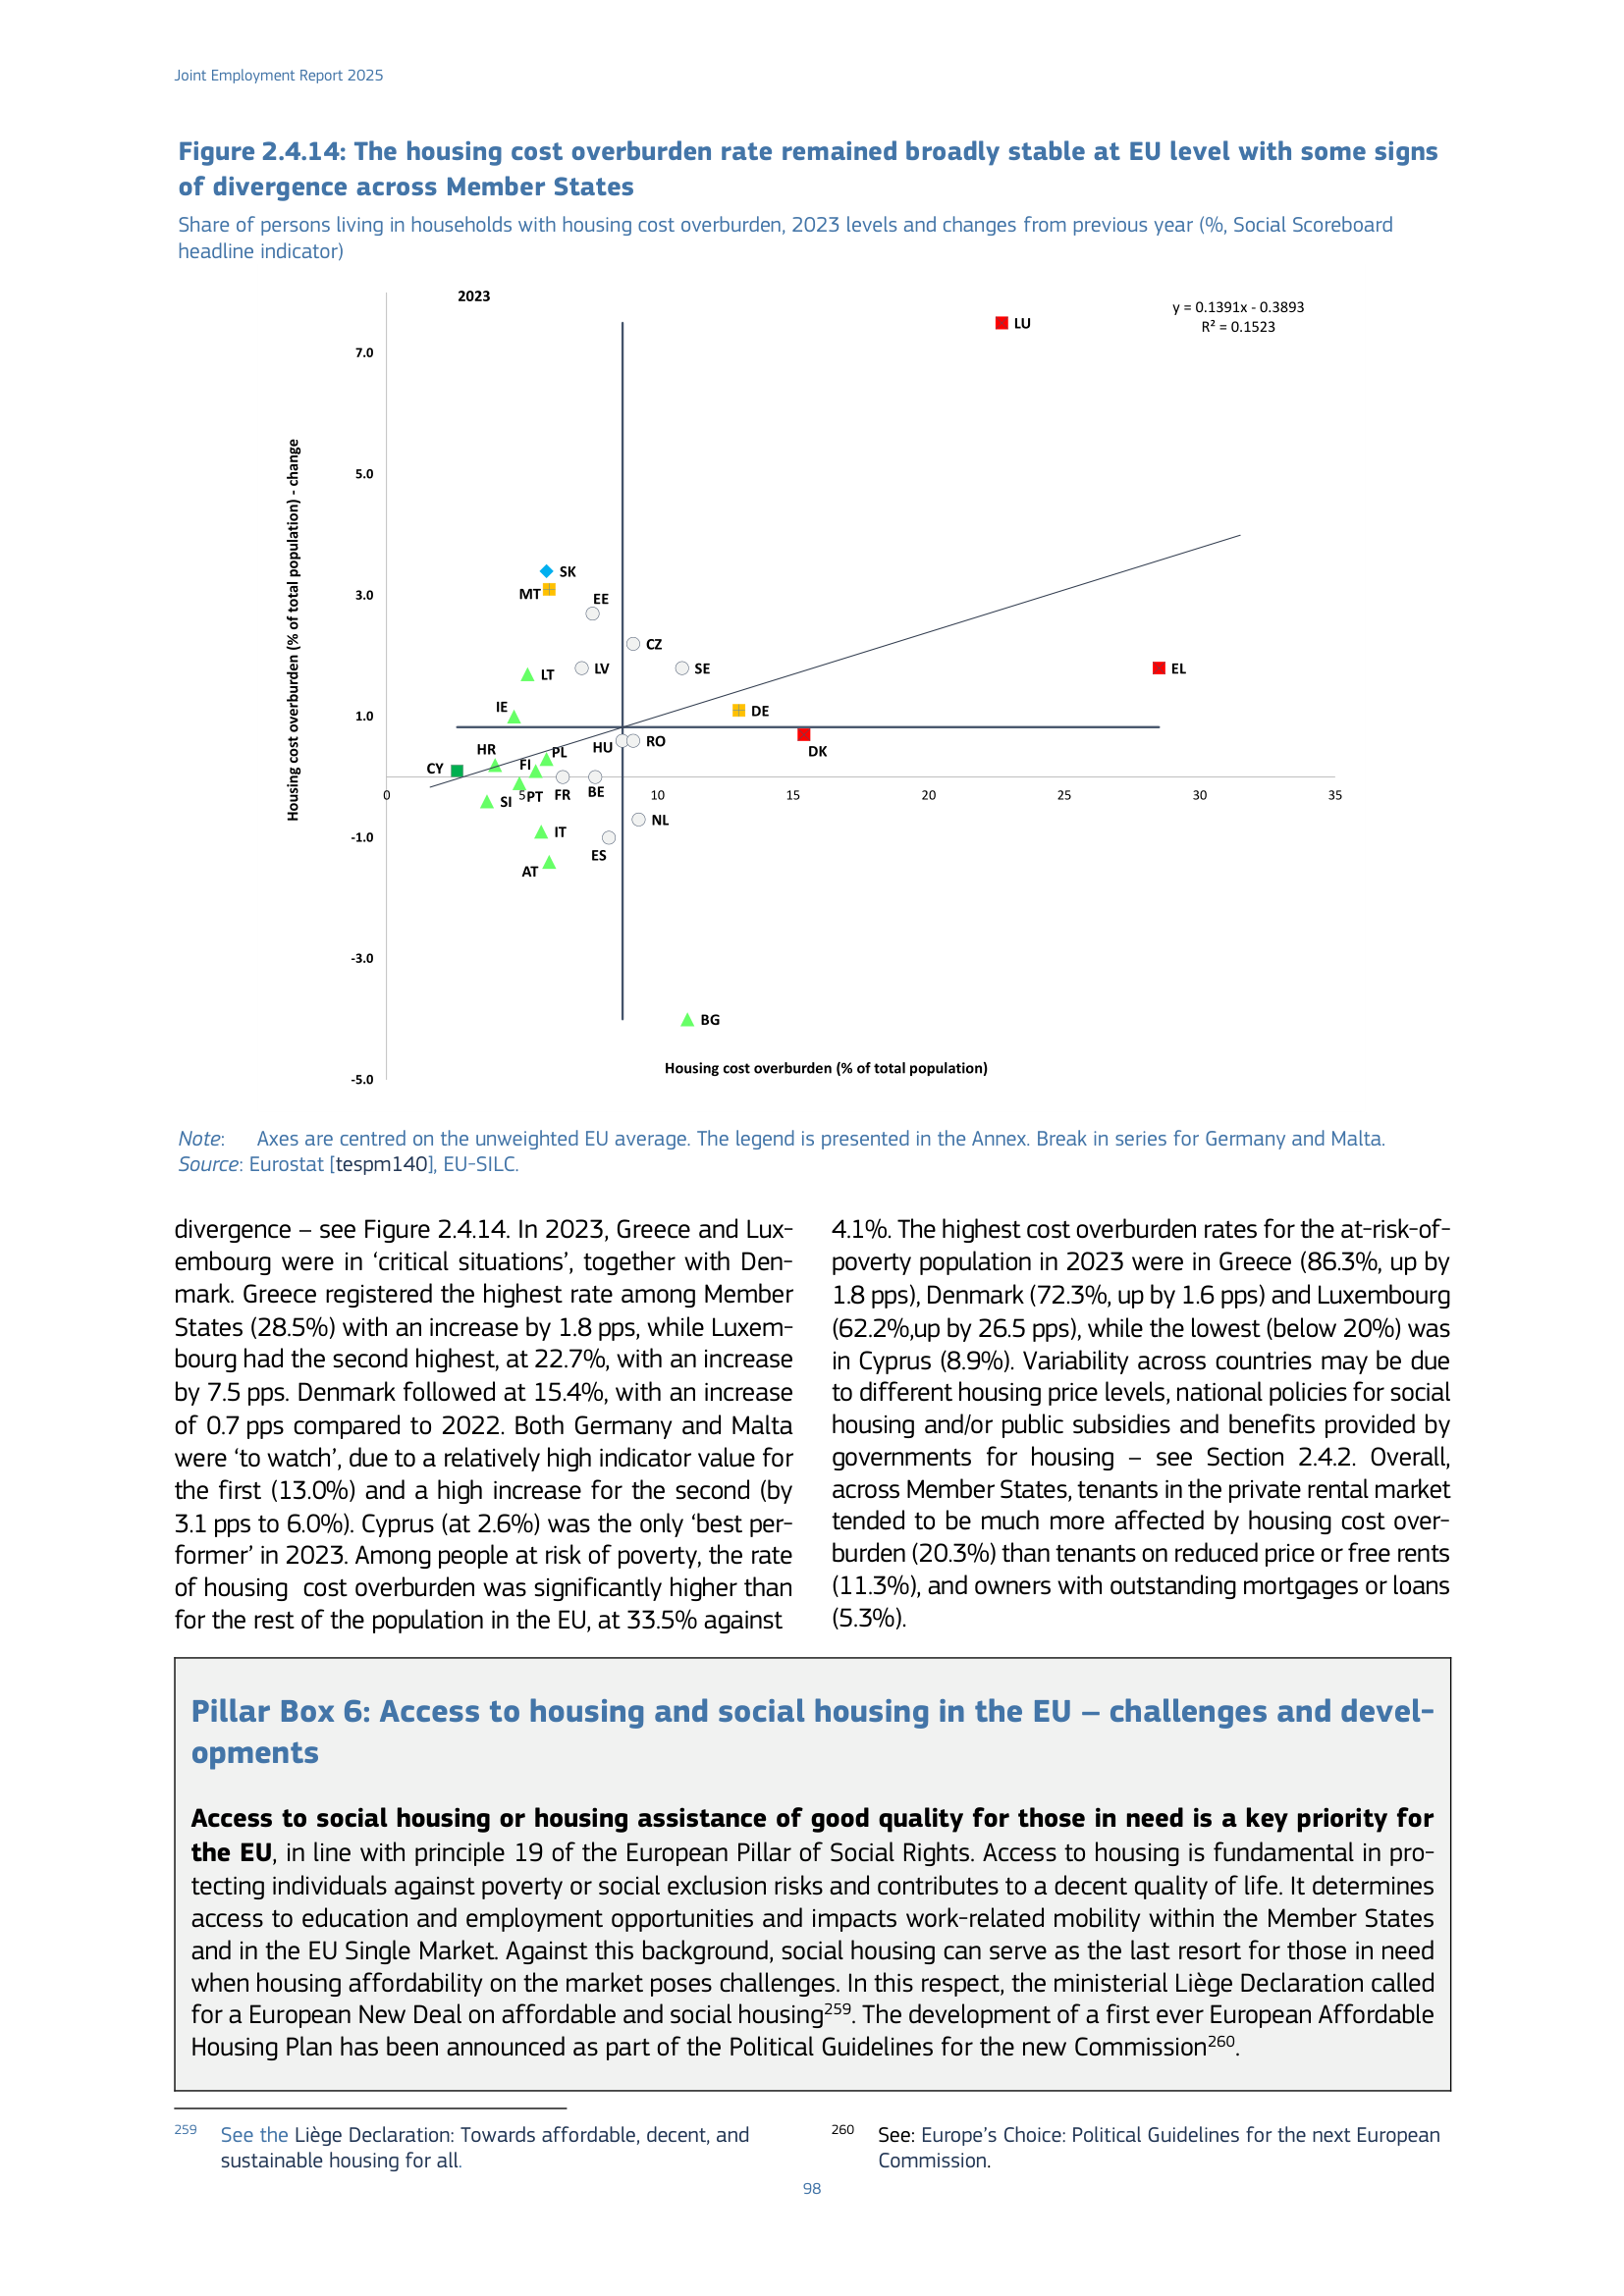 Joint Employment Report 2025
Figure 2.4.14: The housing cost overburden rate remained broadly stable at EU level with some signs
of divergence across Member States
Share of persons living in households with housing cost overburden, 2023 levels and changes from previous year (%, Social Scoreboard
headline indicator)
2023
y = 0.1391x - 0.3893
R² = 0.1523
LU
7.0
5.0
3.0
1.0
-1.0
-3.0
-5.0
Housing cost overburden (% of total population) - change
SK
MT
EE
CZ
LV
SE
EL
LT
IE
DE
DK
HR
PL
HU
RO
CY
FI
0
5
10
15
20
25
30
35
SI
PT
FR
BE
NL
IT
ES
AT
BG
Housing cost overburden (% of total population)
Note: Axes are centred on the unweighted EU average. The legend is presented in the Annex. Break in series for Germany and Malta.
Source: Eurostat [tespm140], EU-SILC.
divergence – see Figure 2.4.14. In 2023, Greece and Lux-
embourg were in ‘critical situations’, together with Den-
mark. Greece registered the highest rate among Member
States (28.5%) with an increase by 1.8 pps, while Luxem-
bourg had the second highest, at 22.7%, with an increase
by 7.5 pps. Denmark followed at 15.4%, with an increase
of 0.7 pps compared to 2022. Both Germany and Malta
were ‘to watch’, due to a relatively high indicator value for
the first (13.0%) and a high increase for the second (by
3.1 pps to 6.0%). Cyprus (at 2.6%) was the only ‘best per-
former’ in 2023. Among people at risk of poverty, the rate
of housing  cost overburden was significantly higher than
for the rest of the population in the EU, at 33.5% against
4.1%. The highest cost overburden rates for the at-risk-of-
poverty population in 2023 were in Greece (86.3%, up by
1.8 pps), Denmark (72.3%, up by 1.6 pps) and Luxembourg
(62.2%,up by 26.5 pps), while the lowest (below 20%) was
in Cyprus (8.9%). Variability across countries may be due
to different housing price levels, national policies for social
housing and/or public subsidies and benefits provided by
governments for housing – see Section 2.4.2. Overall,
across Member States, tenants in the private rental market
tended to be much more affected by housing cost over-
burden (20.3%) than tenants on reduced price or free rents
(11.3%), and owners with outstanding mortgages or loans
(5.3%).
Pillar Box 6: Access to housing and social housing in the EU – challenges and devel-
opments
Access to social housing or housing assistance of good quality for those in need is a key priority for
the EU, in line with principle 19 of the European Pillar of Social Rights. Access to housing is fundamental in pro-
tecting individuals against poverty or social exclusion risks and contributes to a decent quality of life. It determines
access to education and employment opportunities and impacts work-related mobility within the Member States
and in the EU Single Market. Against this background, social housing can serve as the last resort for those in need
when housing affordability on the market poses challenges. In this respect, the ministerial Liège Declaration called
for a European New Deal on affordable and social housing²⁵⁹. The development of a first ever European Affordable
Housing Plan has been announced as part of the Political Guidelines for the new Commission²⁶⁰.
²⁵⁹ See the Liège Declaration: Towards affordable, decent, and
sustainable housing for all.
²⁶⁰ See: Europe’s Choice: Political Guidelines for the next European
Commission.
98